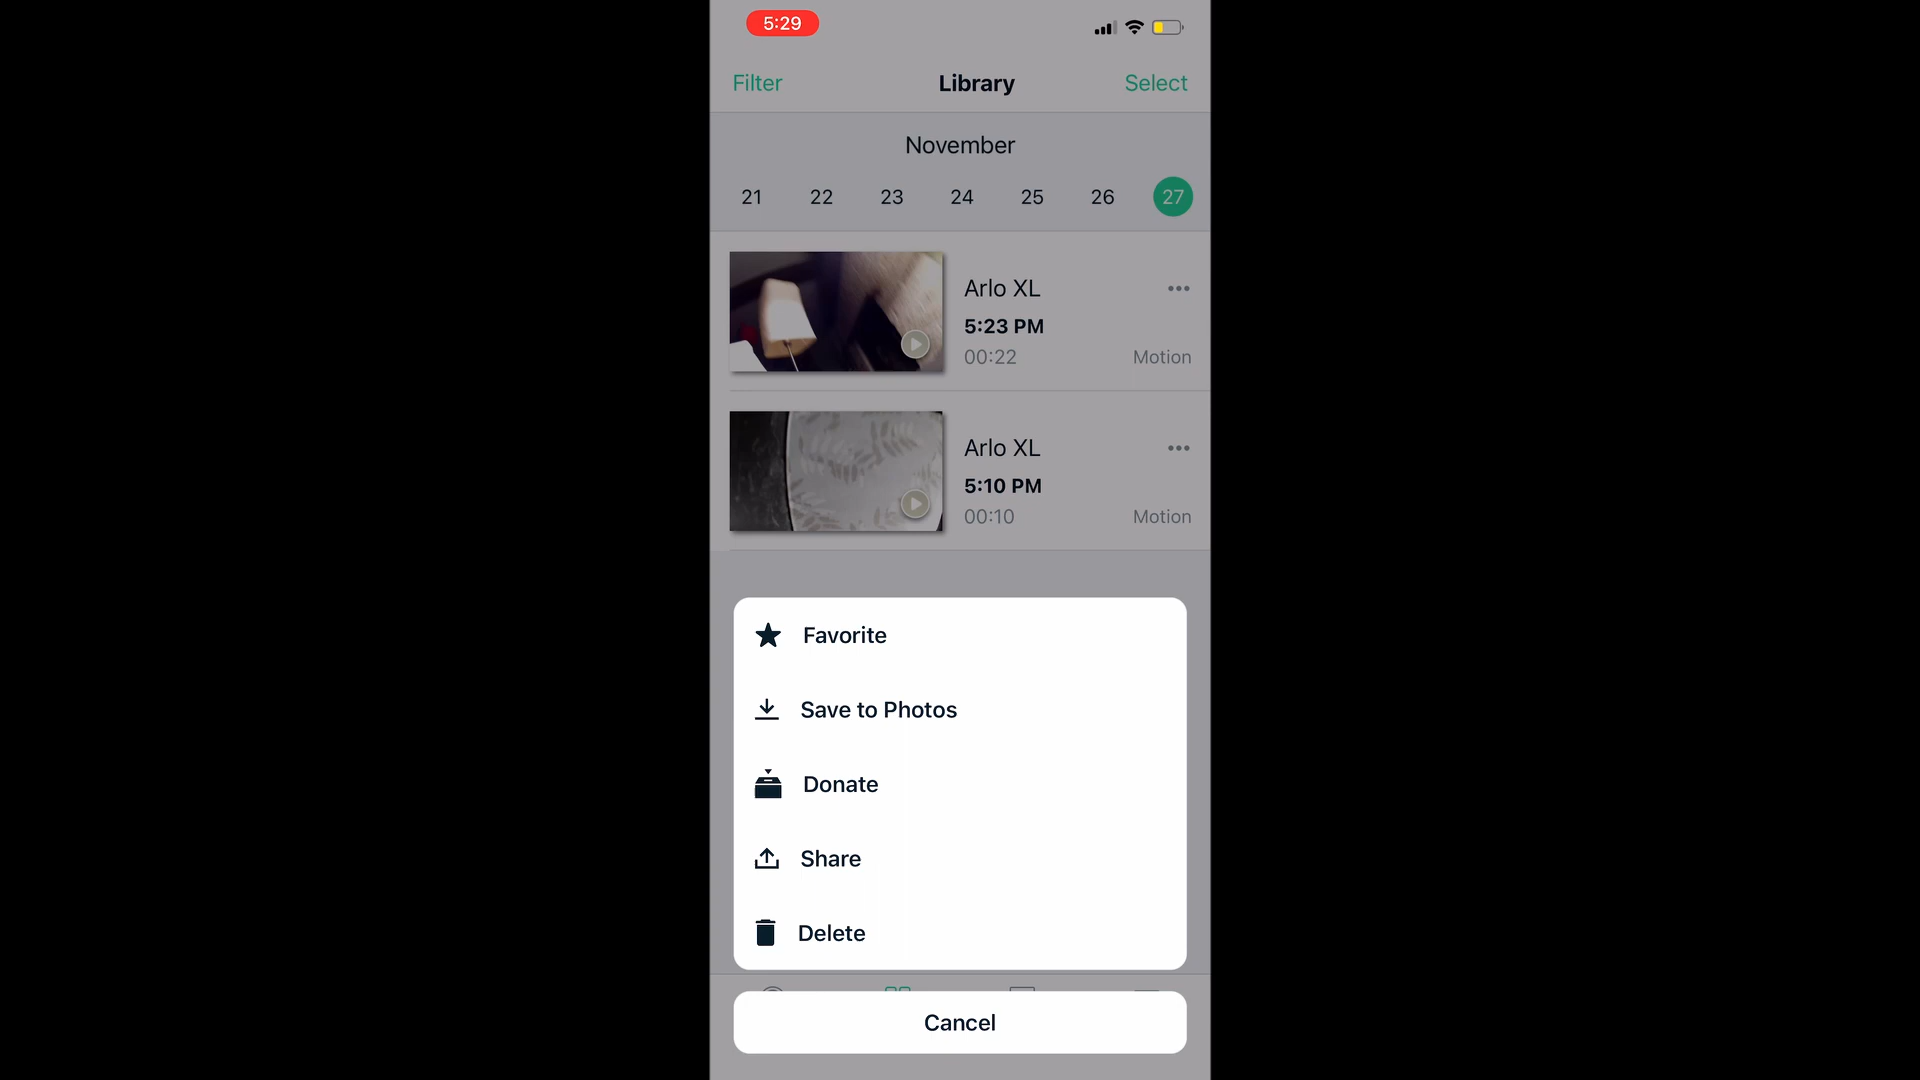 5:29
Filter
Library
Select
November
21 22 23 24 25 26 27
Arlo XL
5:23 PM
00:22
Motion
Arlo XL
5:10 PM
00:10
Motion
Favorite
Save to Photos
Donate
Share
Delete
Cancel